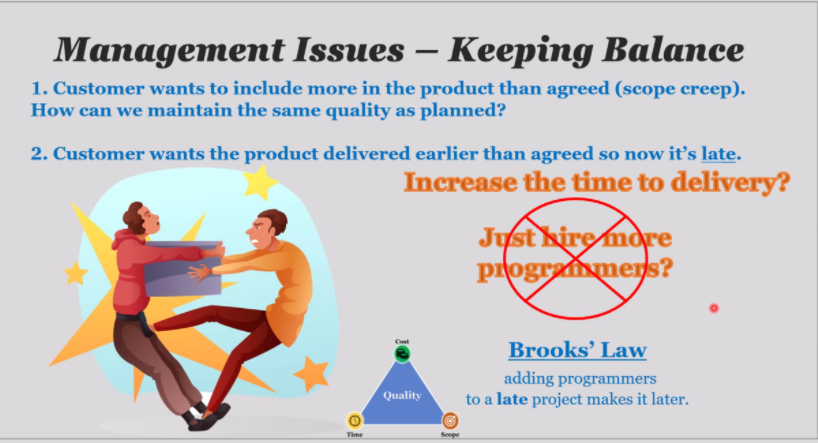 Management Issues – Keeping Balance
1. Customer wants to include more in the product than agreed (scope creep).
How can we maintain the same quality as planned?
2. Customer wants the product delivered earlier than agreed so now it's late.
Increase the time to delivery?
Just hire more
programmers?
Brooks' Law
adding programmers
to a late project makes it later.
Cost
Quality
Time
Scope